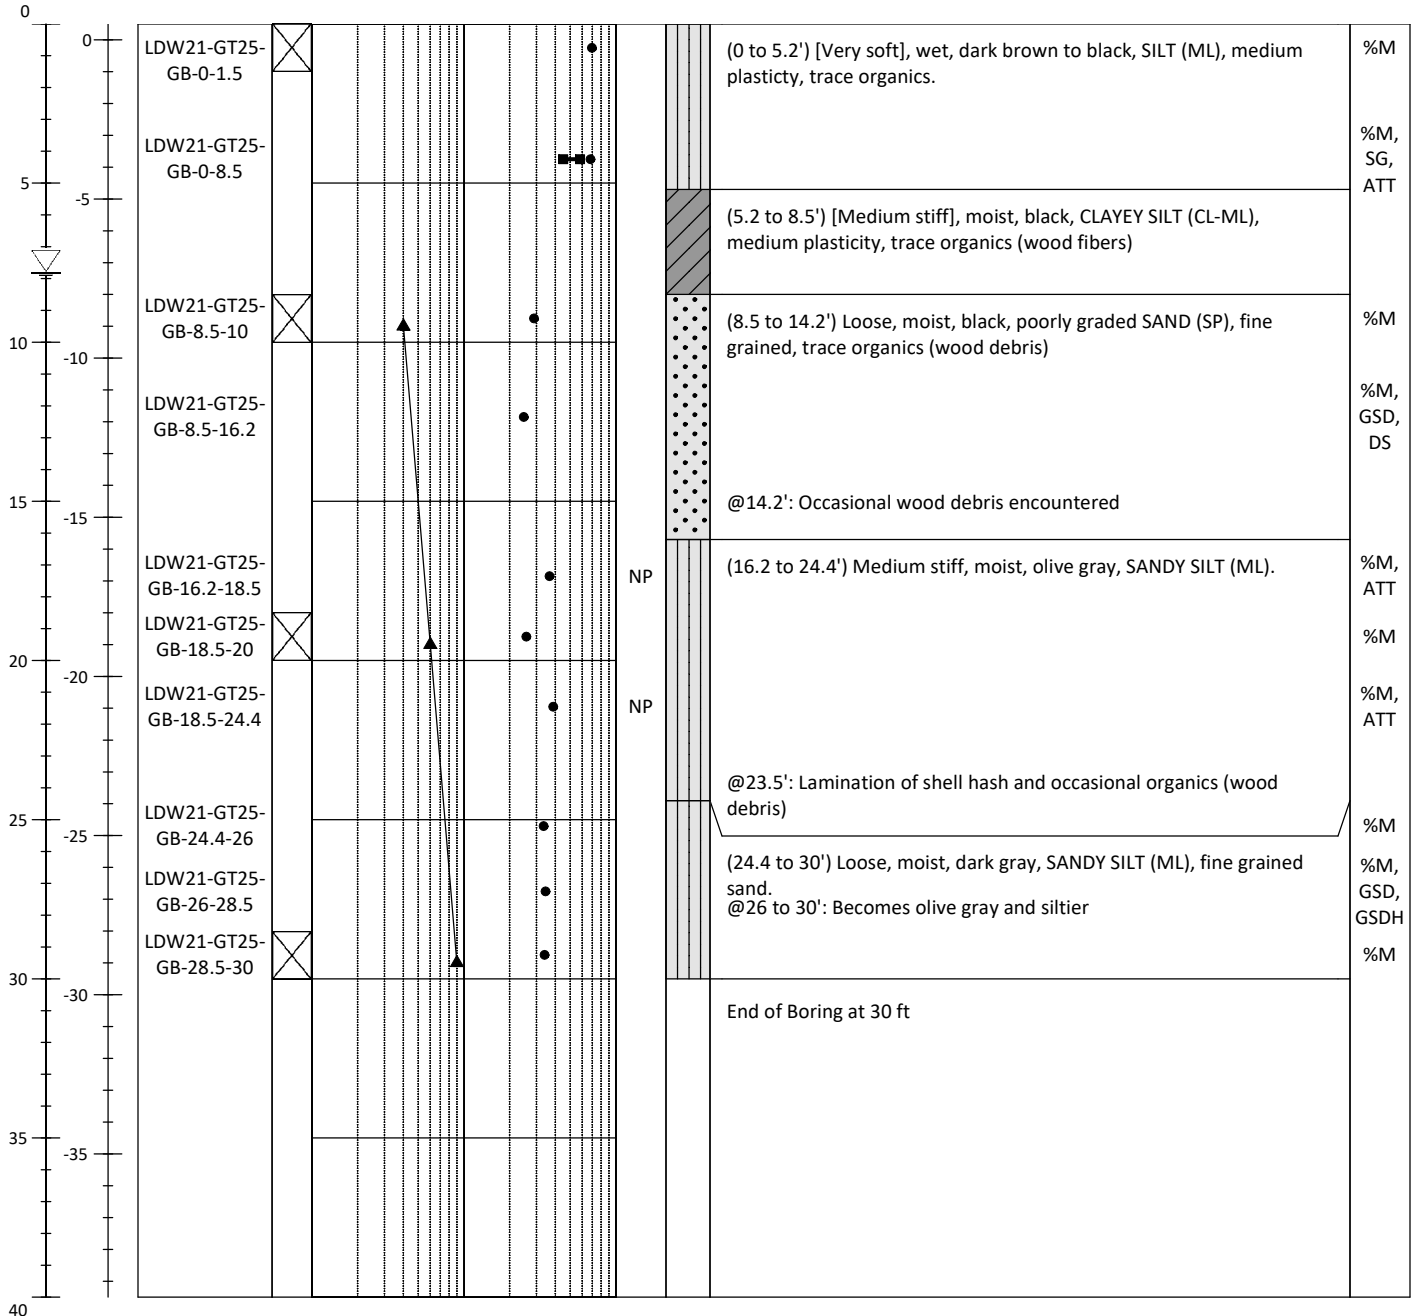 0
0
LDW21-GT25-
GB-0-1.5
(0 to 5.2') [Very soft], wet, dark brown to black, SILT (ML), medium
plasticty, trace organics.
%M
LDW21-GT25-
GB-0-8.5
%M,
SG,
ATT
5
-5
(5.2 to 8.5') [Medium stiff], moist, black, CLAYEY SILT (CL-ML),
medium plasticity, trace organics (wood fibers)
LDW21-GT25-
GB-8.5-10
(8.5 to 14.2') Loose, moist, black, poorly graded SAND (SP), fine
grained, trace organics (wood debris)
%M
10
-10
LDW21-GT25-
GB-8.5-16.2
%M,
GSD,
DS
15
-15
@14.2': Occasional wood debris encountered
LDW21-GT25-
GB-16.2-18.5
NP
(16.2 to 24.4') Medium stiff, moist, olive gray, SANDY SILT (ML).
%M,
ATT
LDW21-GT25-
GB-18.5-20
%M
20
-20
LDW21-GT25-
GB-18.5-24.4
NP
%M,
ATT
@23.5': Lamination of shell hash and occasional organics (wood
debris)
25
-25
LDW21-GT25-
GB-24.4-26
%M
(24.4 to 30') Loose, moist, dark gray, SANDY SILT (ML), fine grained
sand.
@26 to 30': Becomes olive gray and siltier
LDW21-GT25-
GB-26-28.5
%M,
GSD,
GSDH
LDW21-GT25-
GB-28.5-30
%M
30
-30
End of Boring at 30 ft
35
-35
40